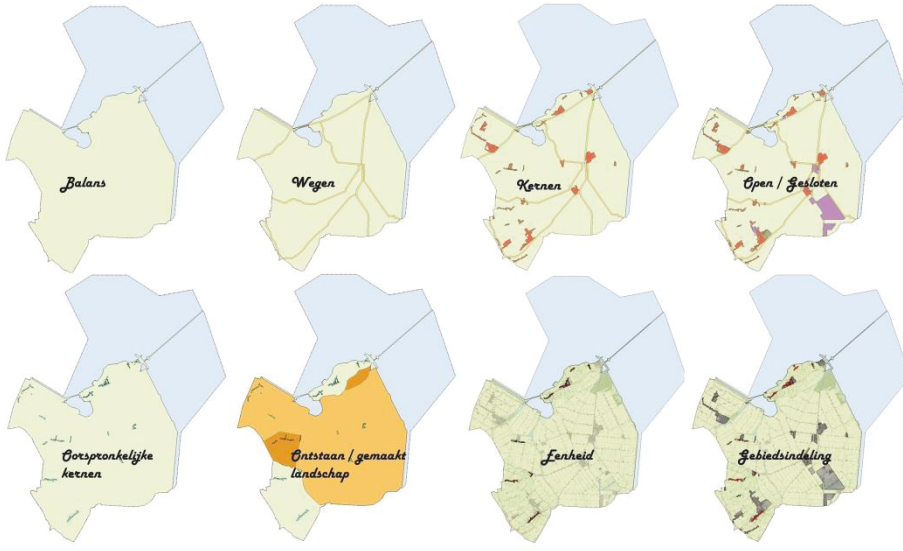 Balans
Wegen
Kernen
Open / Gesloten
Oorspronkelijke
kernen
Ontstaan / gemaakt
landschap
Eenheid
Gebiedsindeling